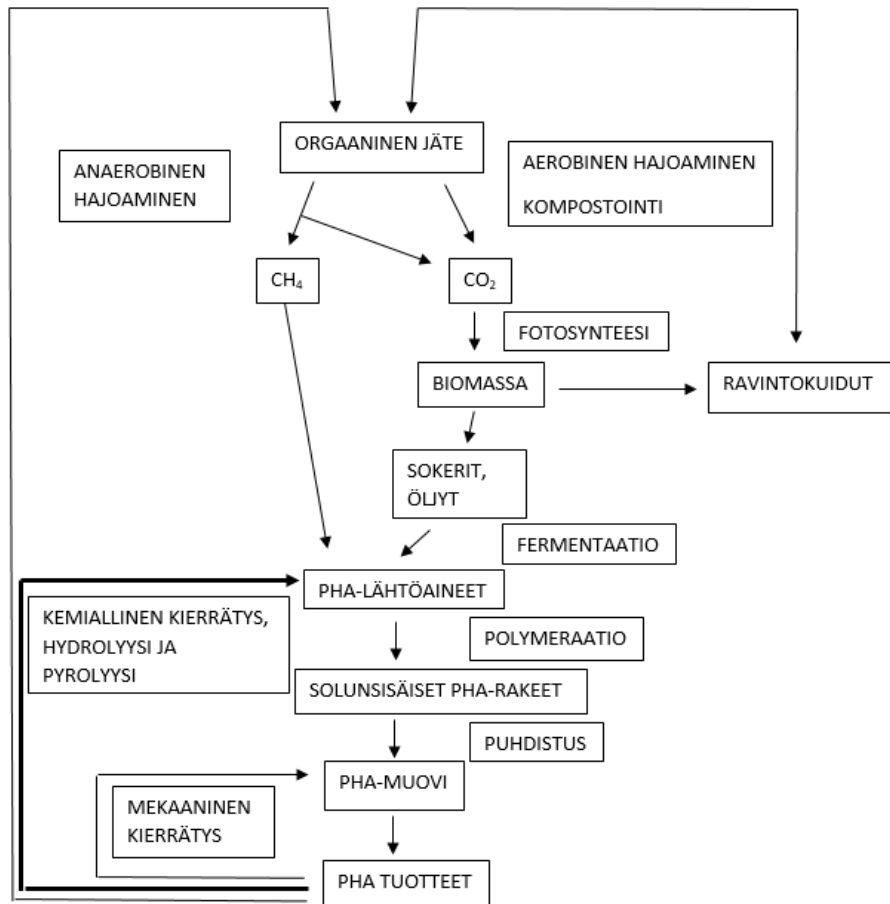 ORGAANINEN JÄTE
ANAEROBINEN
HAJOAMINEN
AEROBINEN HAJOAMINEN
KOMPOSTOINTI
CH₄
CO₂
FOTOSYNTEESI
BIOMASSA
RAVINTOKUIDUT
SOKERIT,
ÖLJYT
FERMENTAATIO
PHA-LÄHTÖAINEET
KEMIALLINEN KIERRÄTYS,
HYDROLYYSI JA
PYROLYYSI
POLYMERAATIO
SOLUNSISÄISET PHA-RAKEET
PUHDISTUS
PHA-MUOVI
MEKAANINEN
KIERRÄTYS
PHA TUOTTEET